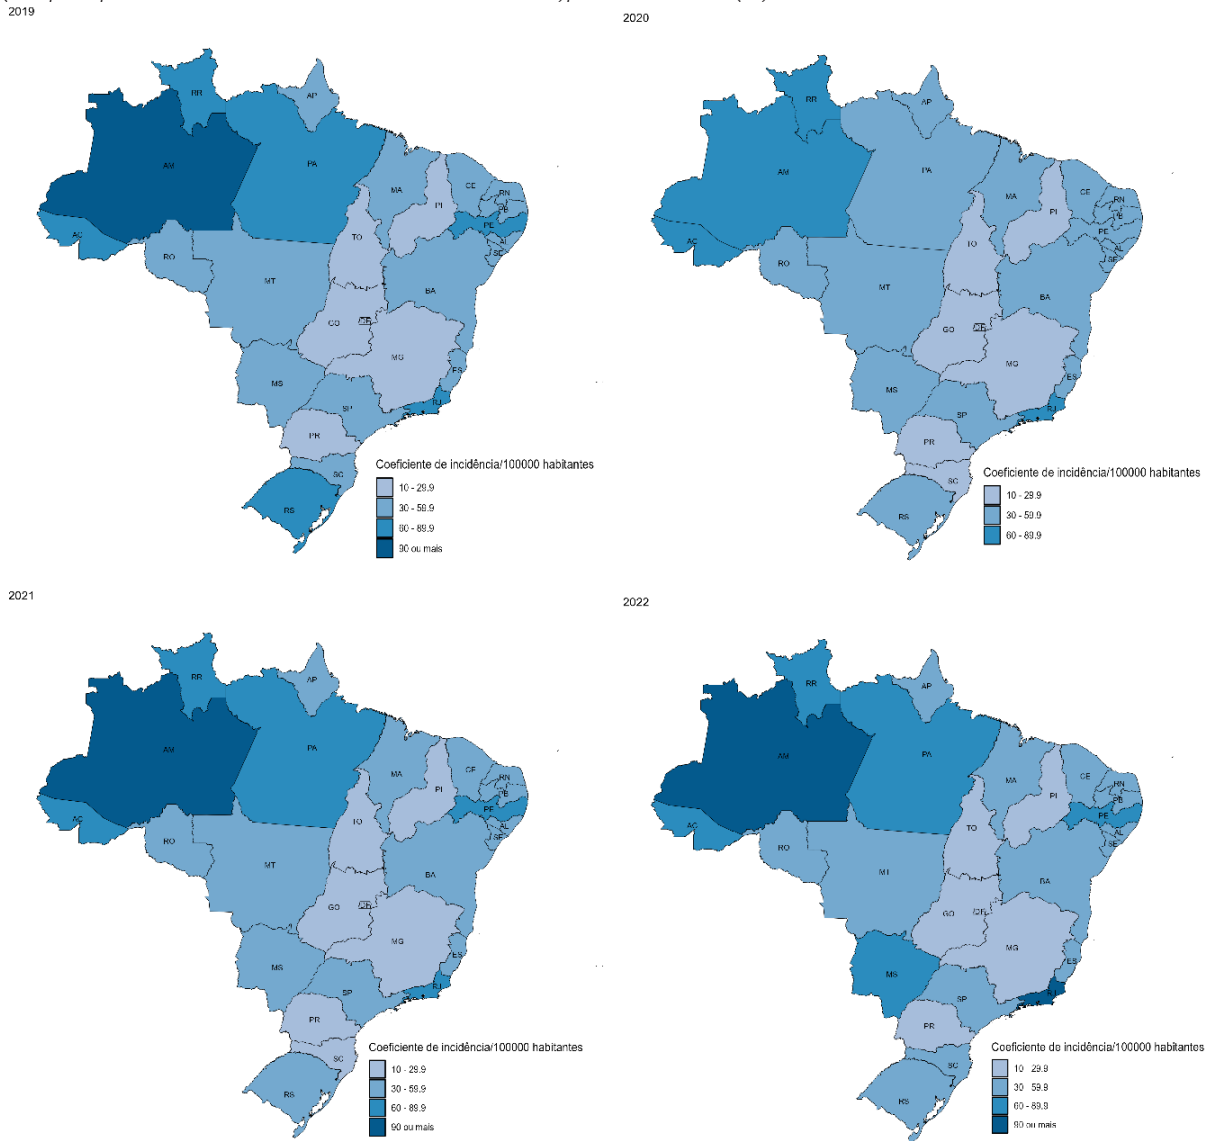 2019
RR
AP
AM
PA
MA
CE
RN
PB
PI
PE
AC
AL
SE
TO
RO
MT
BA
GO
DF
MG
ES
MS
SP
RJ
PR
SC
RS
Coeficiente de incidência/100000 habitantes
10 - 29.9
30 - 59.9
60 - 89.9
90 ou mais
2020
RR
AP
AM
PA
MA
CE
RN
PB
PI
PE
AC
AL
SE
TO
RO
MT
BA
GO
DF
MG
ES
MS
SP
RJ
PR
SC
RS
Coeficiente de incidência/100000 habitantes
10 - 29.9
30 - 59.9
60 - 89.9
2021
RR
AP
AM
PA
MA
CE
RN
PB
PI
PE
AC
AL
SE
TO
RO
MT
BA
GO
DF
MG
ES
MS
SP
RJ
PR
SC
RS
Coeficiente de incidência/100000 habitantes
10 - 29.9
30 - 59.9
60 - 89.9
90 ou mais
2022
RR
AP
AM
PA
MA
CE
RN
PB
PI
PE
AC
AL
SE
TO
RO
MT
BA
GO
DF
MG
ES
MS
SP
RJ
PR
SC
RS
Coeficiente de incidência/100000 habitantes
10 - 29.9
30 - 59.9
60 - 89.9
90 ou mais